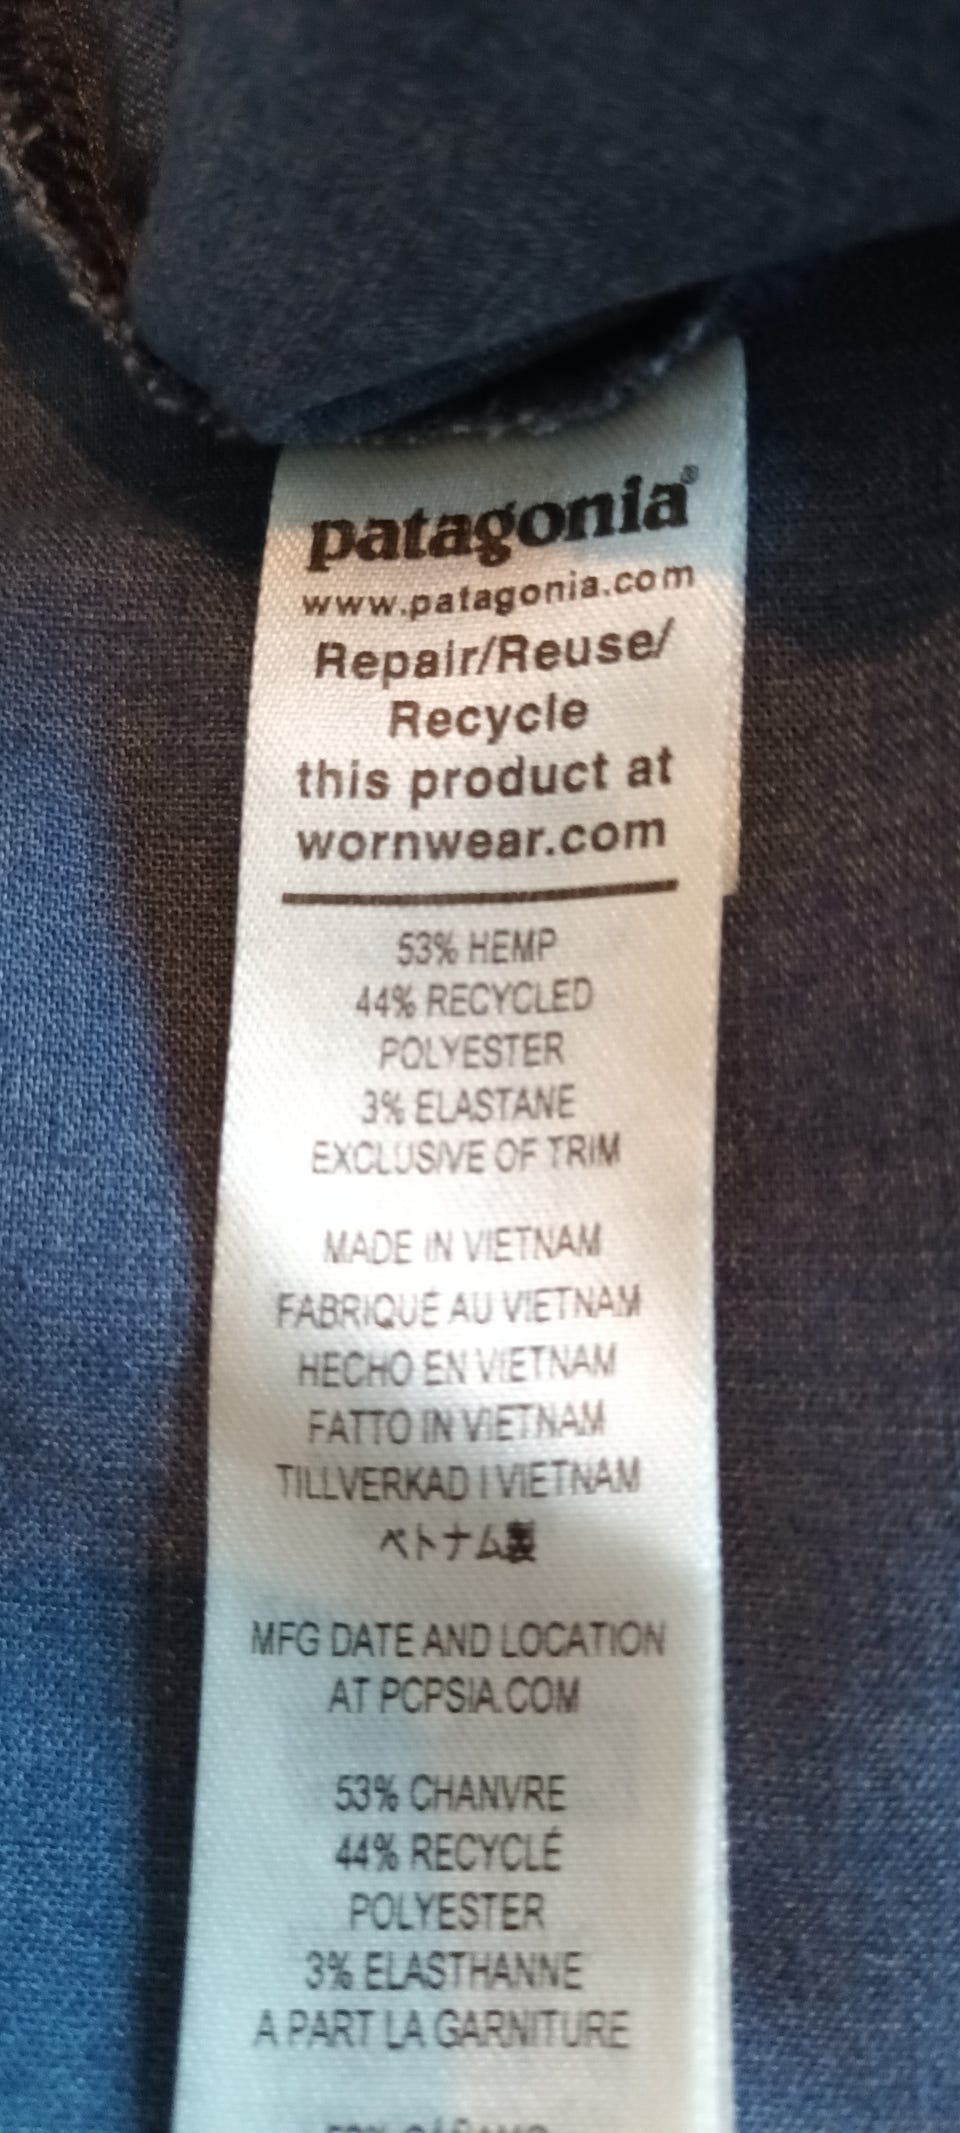 patagonia®
www.patagonia.com
Repair/Reuse/
Recycle
this product at
wornwear.com
53% HEMP
44% RECYCLED
POLYESTER
3% ELASTANE
EXCLUSIVE OF TRIM
MADE IN VIETNAM
FABRIQUÉ AU VIETNAM
HECHO EN VIETNAM
FATTO IN VIETNAM
TILLVERKAD I VIETNAM
ベトナム製
MFG DATE AND LOCATION
AT PCPSIA.COM
53% CHANVRE
44% RECYCLÉ
POLYESTER
3% ELASTHANNE
A PART LA GARNITURE